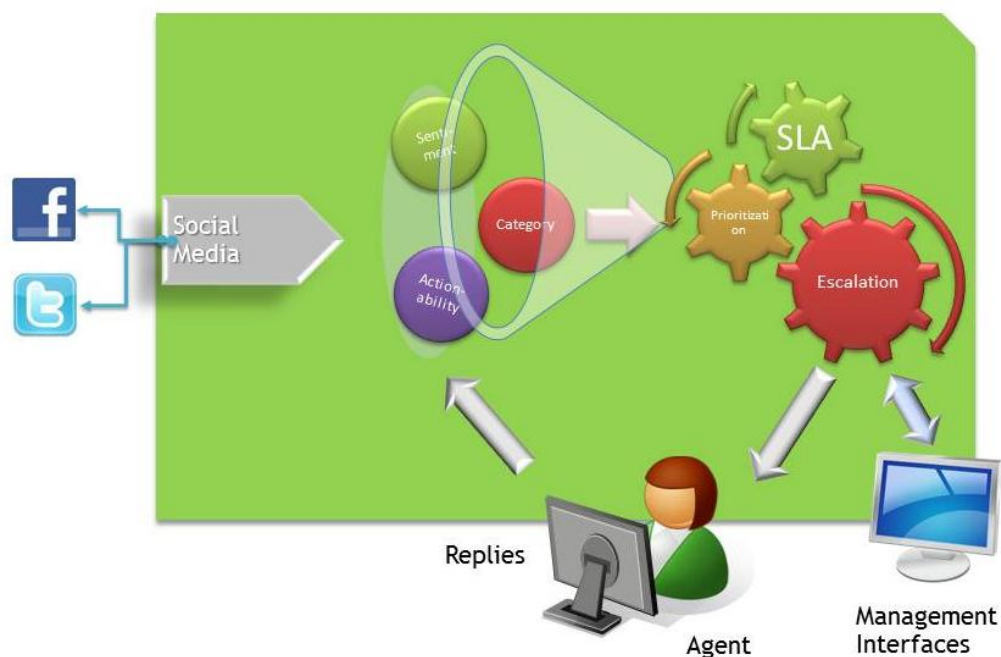 f
t
Social
Media
Senti-
ment
Category
Action-
ability
SLA
Prioritizati
on
Escalation
Replies
Agent
Management
Interfaces